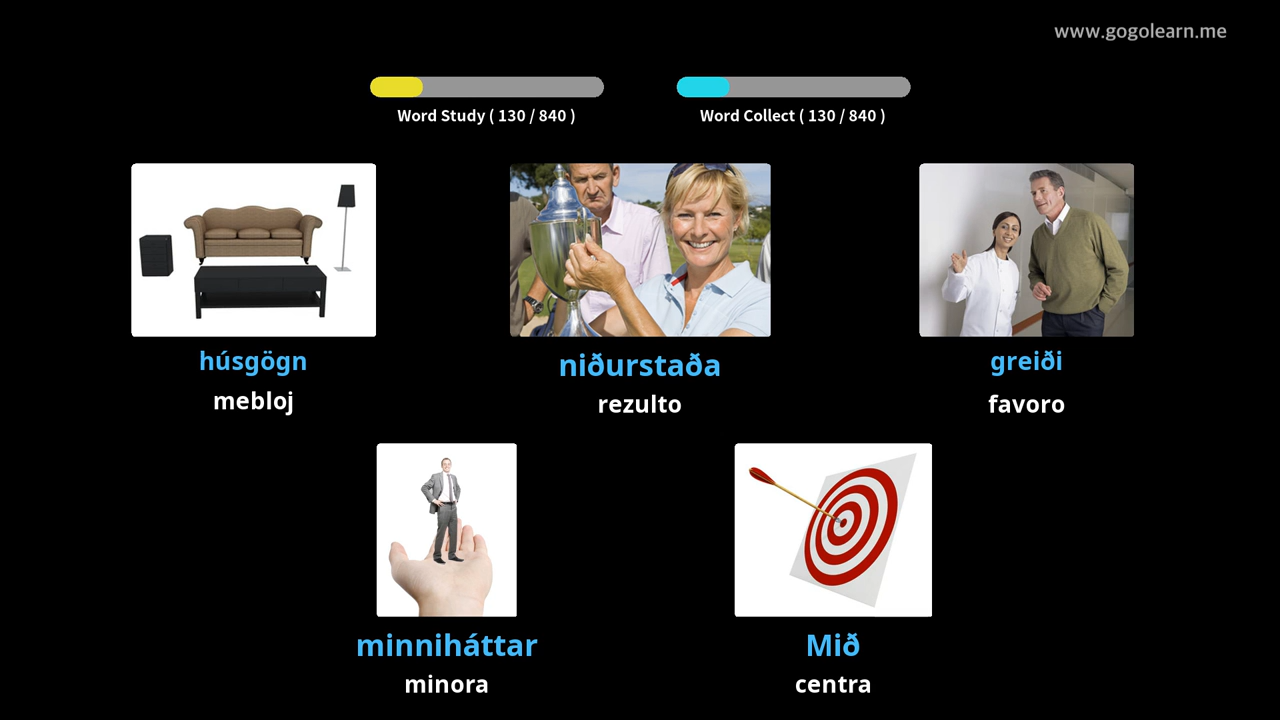 www.gogolearn.me
Word Study ( 130 / 840 )
Word Collect ( 130 / 840 )
húsgögn
niðurstaða
greiði
mebloj
rezulto
favoro
minniháttar
Mið
minora
centra